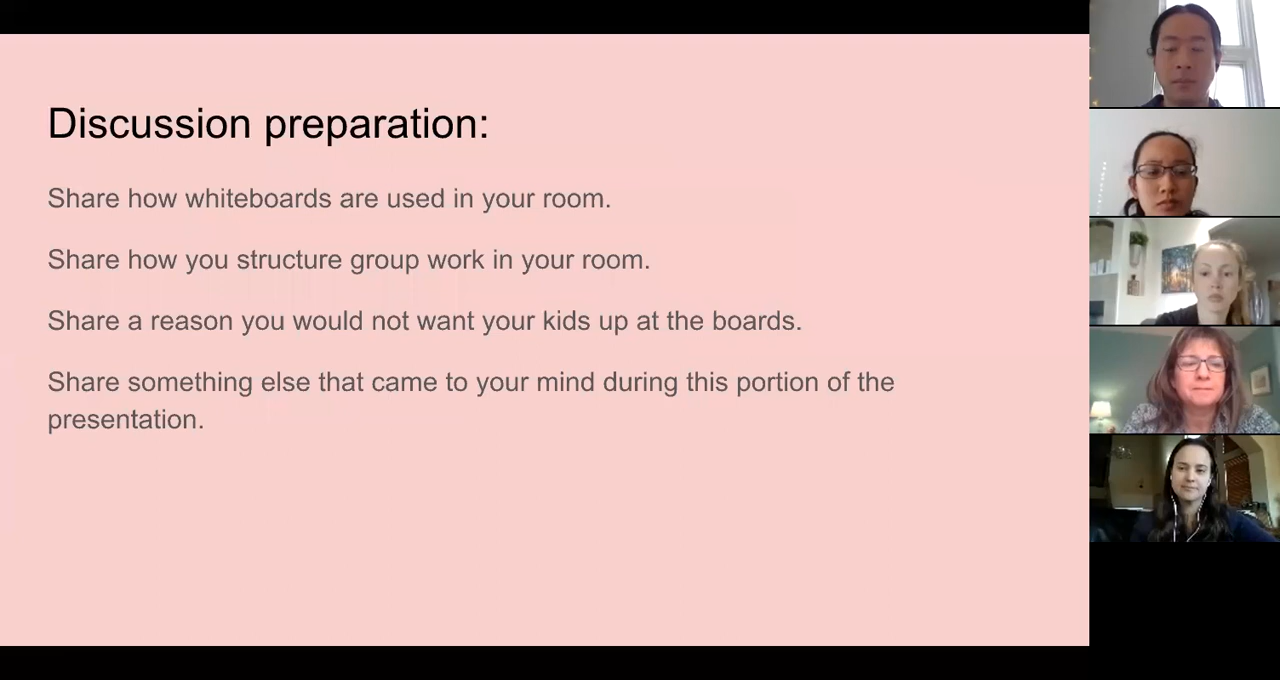 Discussion preparation:
Share how whiteboards are used in your room.
Share how you structure group work in your room.
Share a reason you would not want your kids up at the boards.
Share something else that came to your mind during this portion of the
presentation.